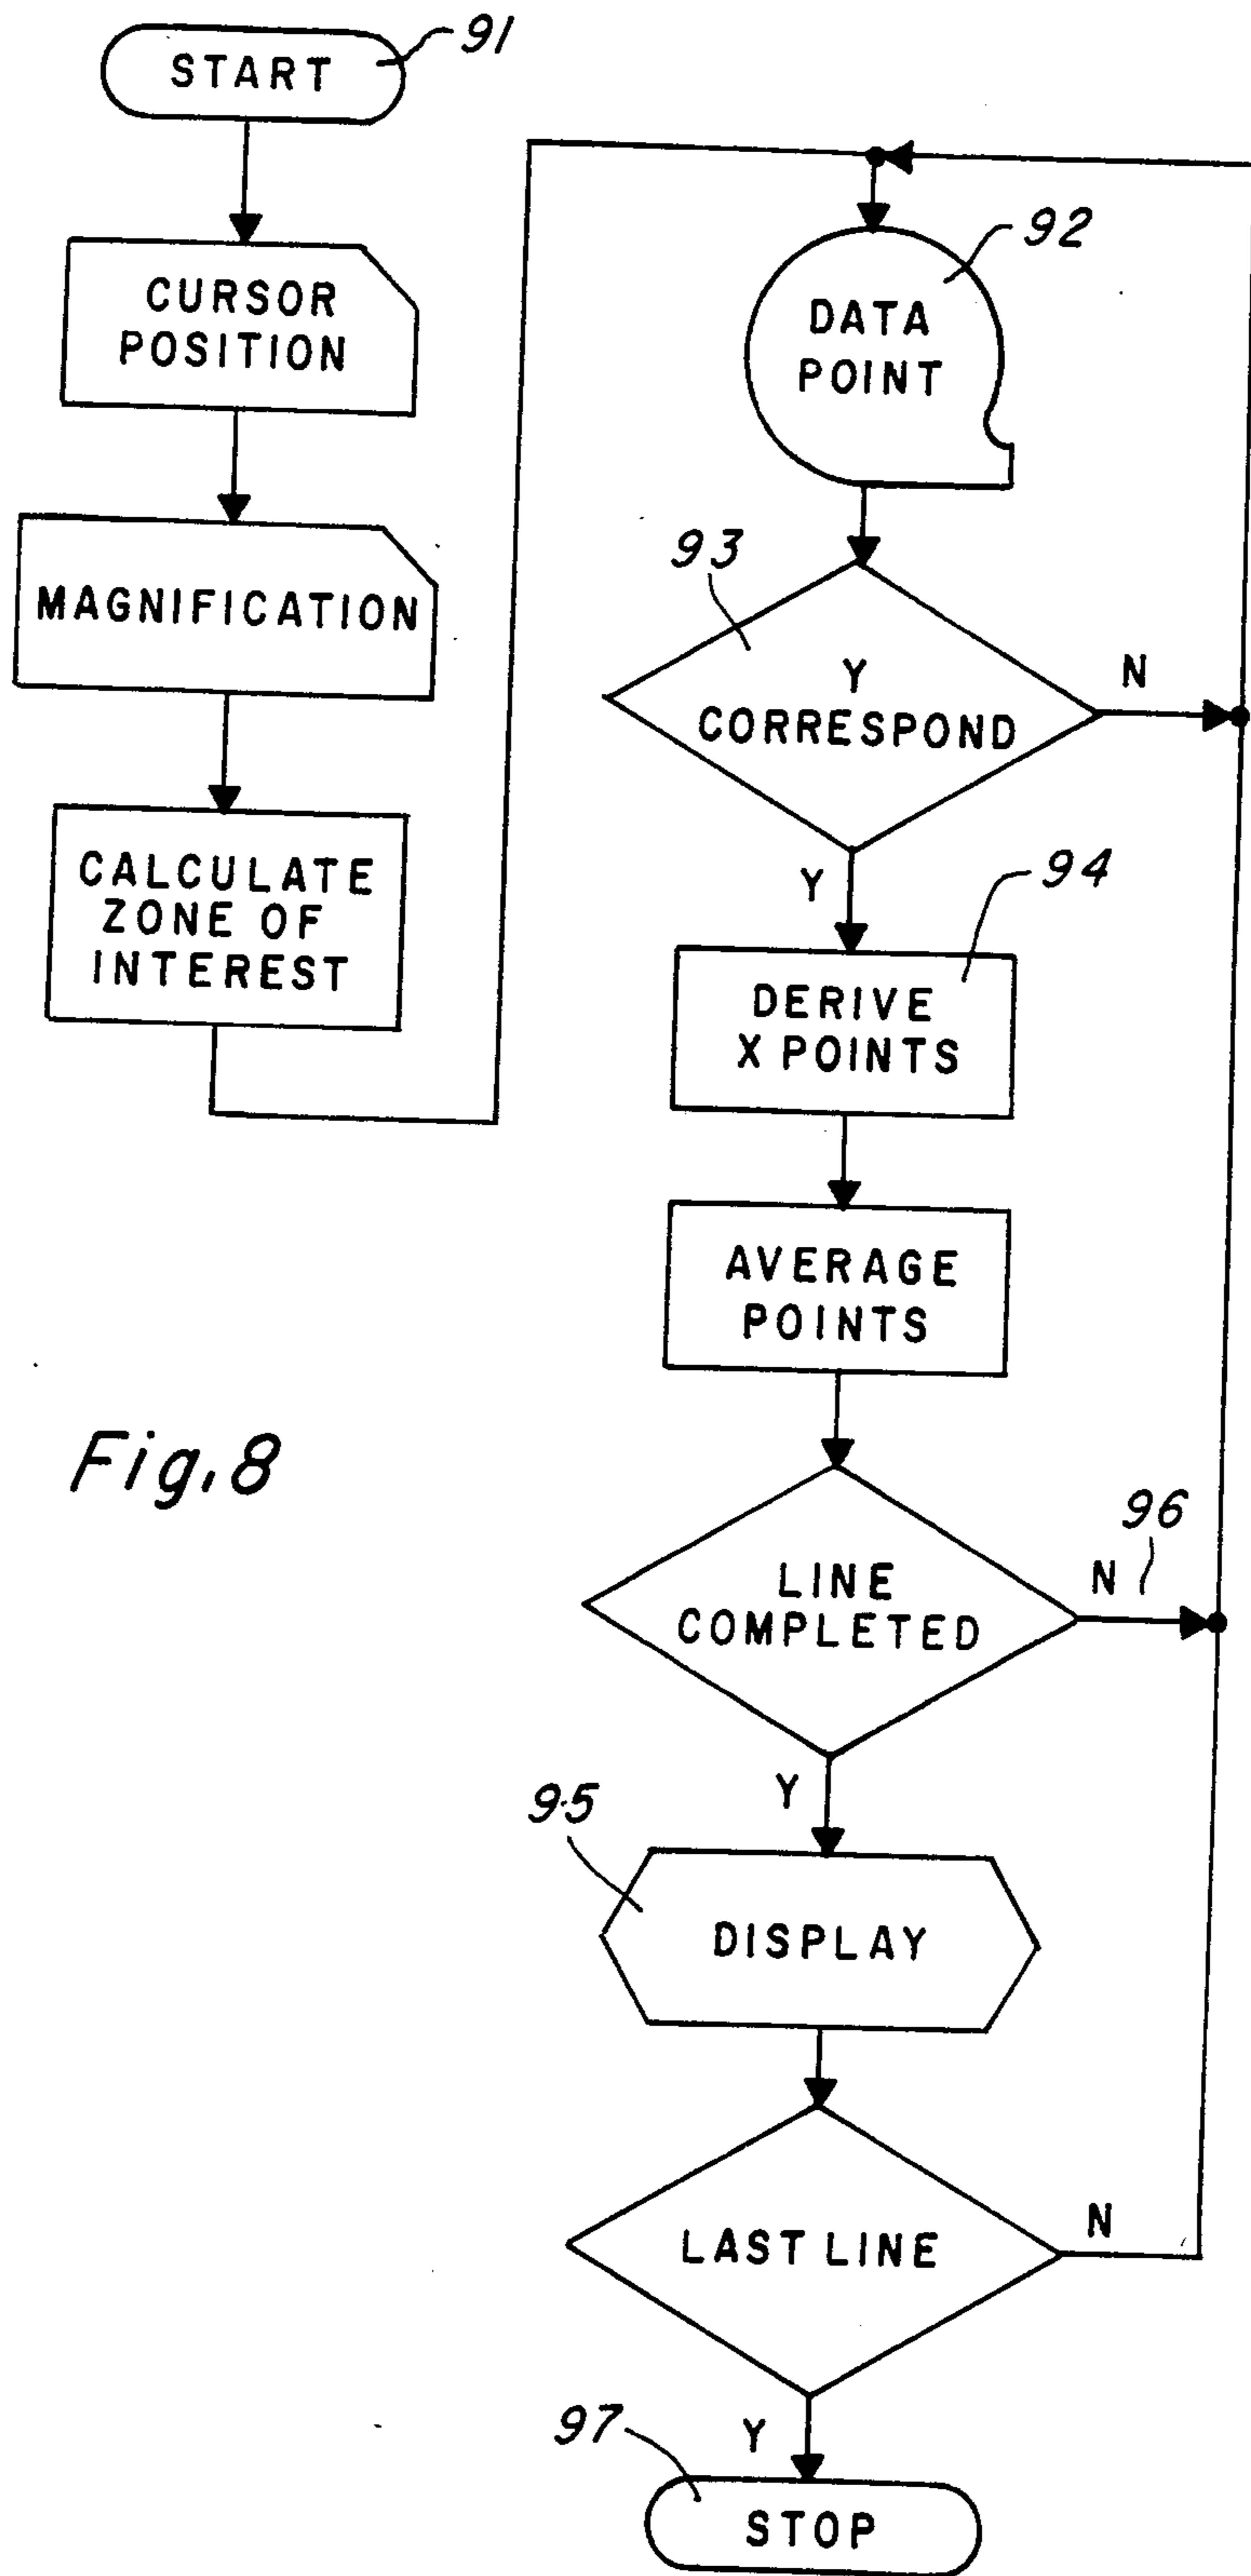 START
91
CURSOR
POSITION
MAGNIFICATION
CALCULATE
ZONE OF
INTEREST
92
DATA
POINT
93
Y
CORRESPOND
N
Y
94
DERIVE
X POINTS
AVERAGE
POINTS
LINE
COMPLETED
N
96
Y
95
DISPLAY
LAST LINE
N
Y
97
STOP
Fig. 8